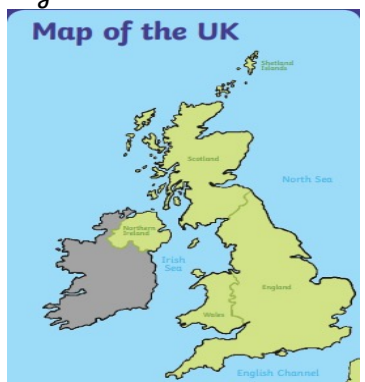 Map of the UK
Shetland
Islands
Scotland
North Sea
Northern
Ireland
Irish
Sea
England
Wales
English Channel